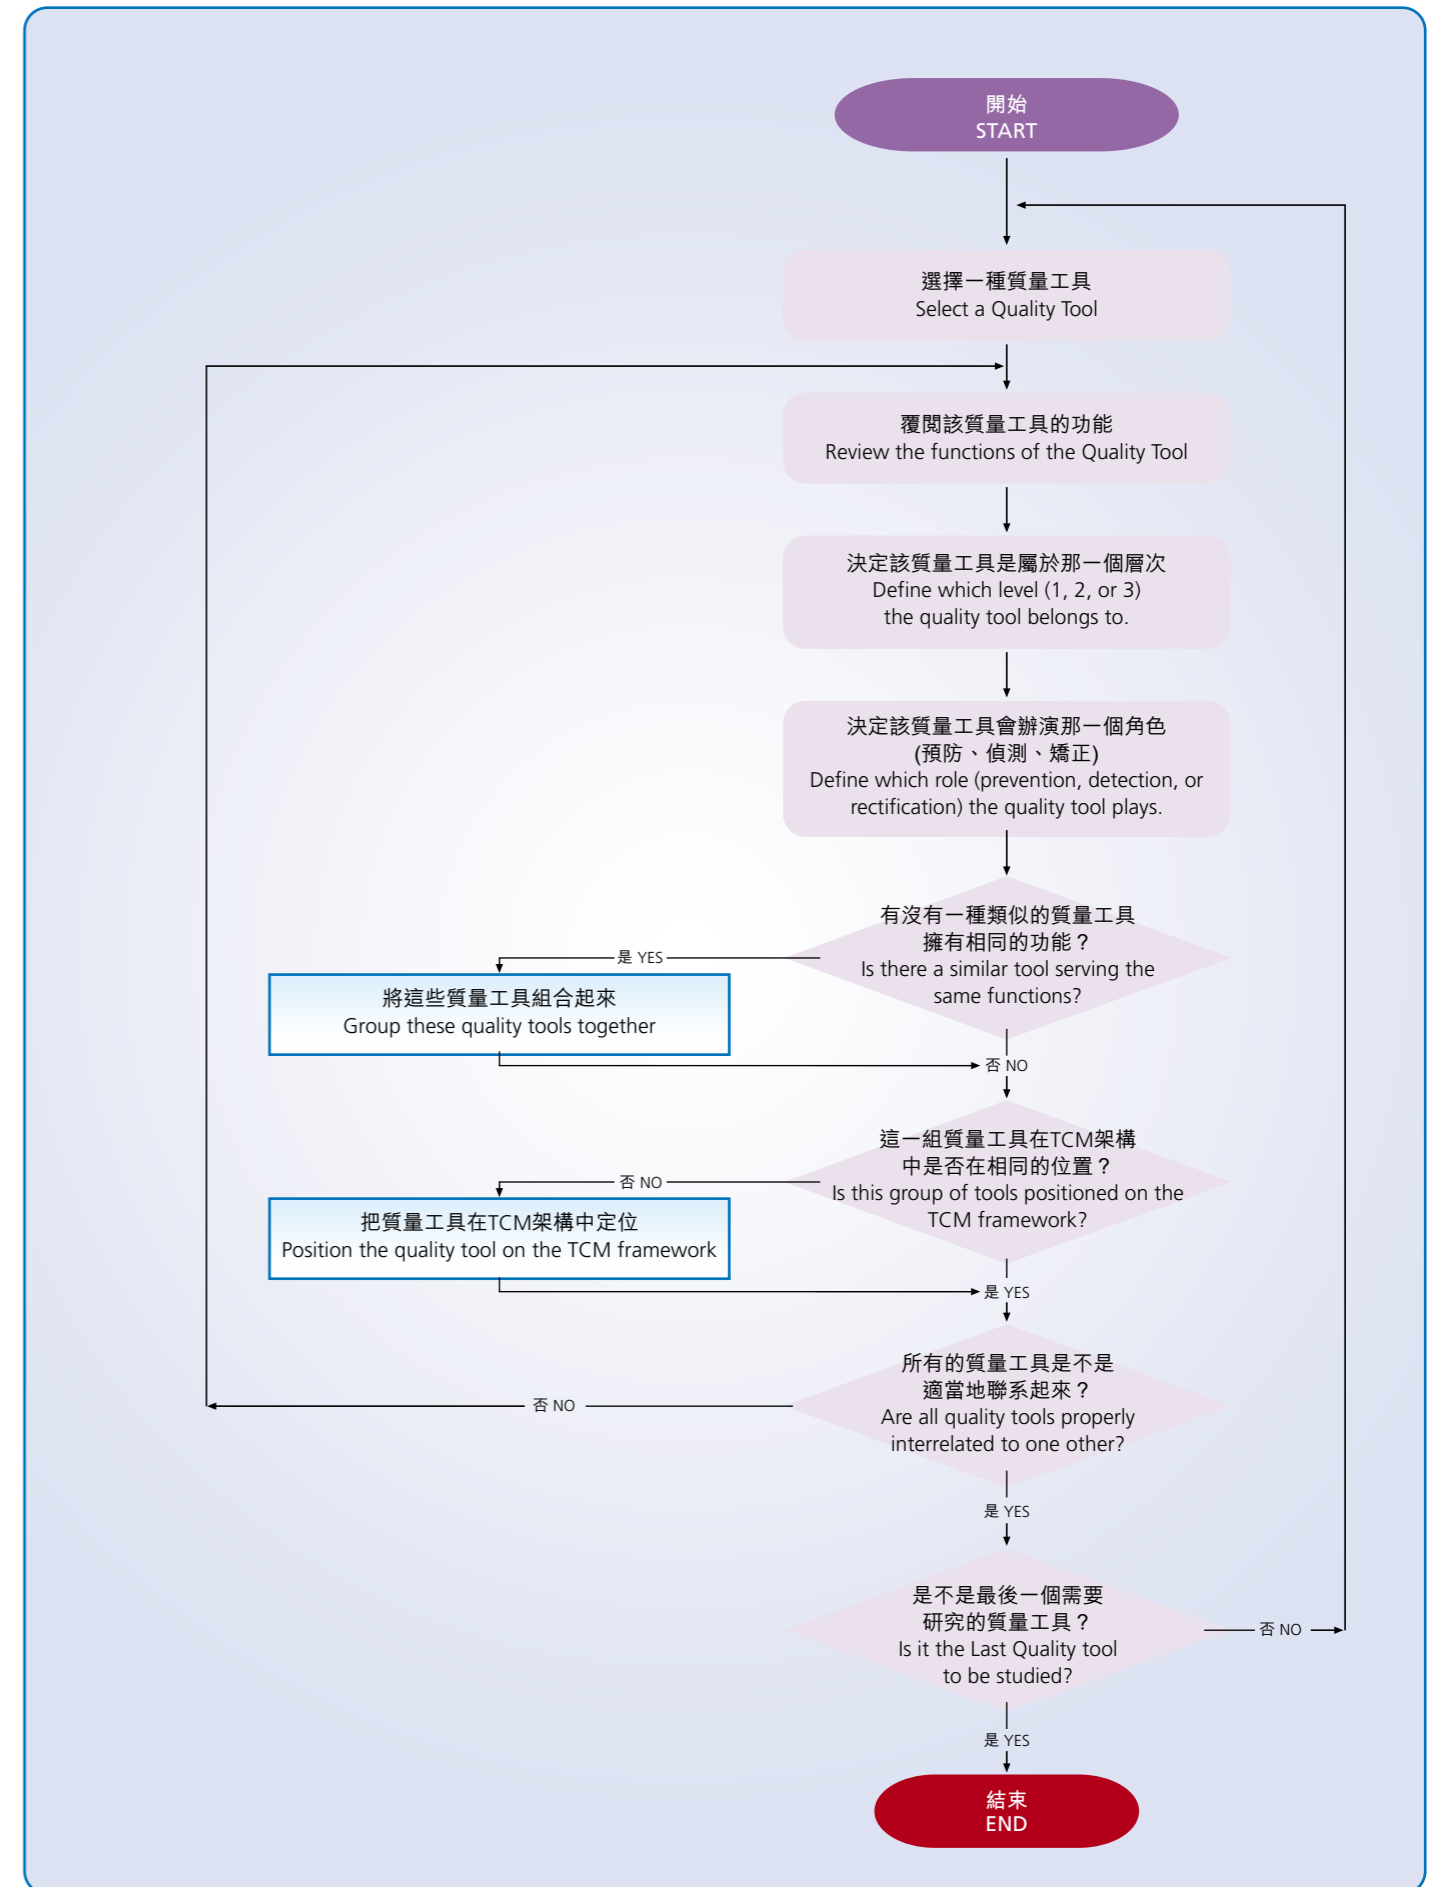 開始
START
選擇一種質量工具
Select a Quality Tool
覆閱該質量工具的功能
Review the functions of the Quality Tool
決定該質量工具是屬於那一個層次
Define which level (1, 2, or 3)
the quality tool belongs to.
決定該質量工具會辦演那一個角色
(預防、偵測、矯正)
Define which role (prevention, detection, or
rectification) the quality tool plays.
有沒有一種類似的質量工具
擁有相同的功能？
Is there a similar tool serving the
same functions?
是 YES
將這些質量工具組合起來
Group these quality tools together
否 NO
這一組質量工具在TCM架構
中是否在相同的位置？
Is this group of tools positioned on the
TCM framework?
否 NO
把質量工具在TCM架構中定位
Position the quality tool on the TCM framework
是 YES
所有的質量工具是不是
適當地聯系起來？
Are all quality tools properly
interrelated to one other?
否 NO
是 YES
是不是最後一個需要
研究的質量工具？
Is it the Last Quality tool
to be studied?
否 NO
是 YES
結束
END